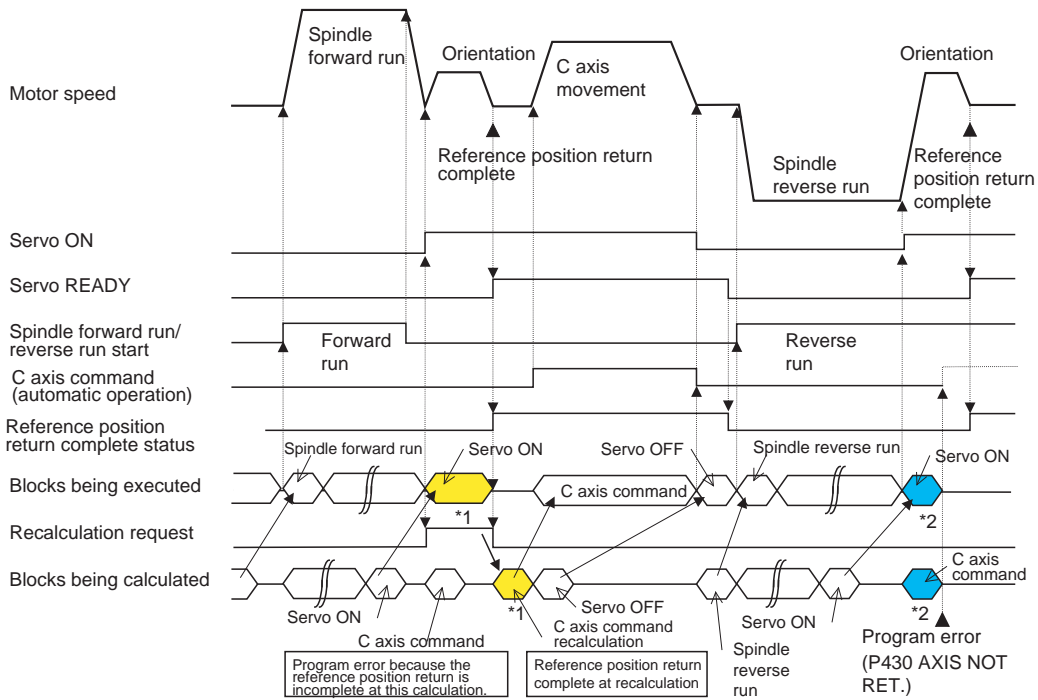 Spindle
forward run
Orientation
C axis
movement
Orientation
Motor speed
Reference position return
complete
Spindle
reverse run
Reference
position return
complete
Servo ON
Servo READY
Spindle forward run/
reverse run start
Forward
run
Reverse
run
C axis command
(automatic operation)
Reference position
return complete status
Spindle forward run
Servo ON
Servo OFF
Spindle reverse run
Servo ON
Blocks being executed
C axis command
*1
*2
Recalculation request
Blocks being calculated
C axis
command
Servo ON
C axis command
*1
Servo OFF
C axis command
recalculation
Spindle
reverse run
Servo ON
*2
Program error
(P430 AXIS NOT
RET.)
Program error because the
reference position return is
incomplete at this calculation.
Reference position return
complete at recalculation